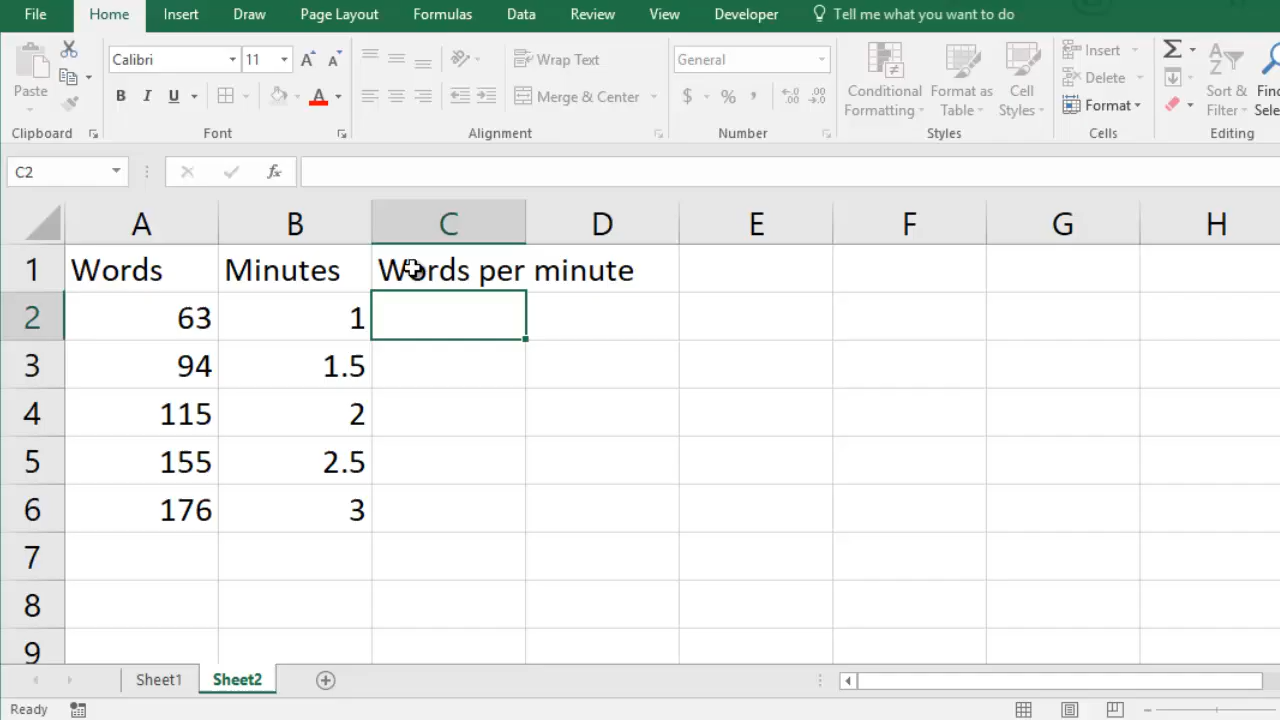 File Home Insert Draw Page Layout Formulas Data Review View Developer Tell me what you want to do
Calibri 11 A A Wrap Text General Insert
Paste B I U A Merge & Center $ % , Conditional Formatting Format as Table Cell Styles Delete Format Sort & Filter
Clipboard Font Alignment Number Styles Cells Editing
C2 fx
A B C D E F G H
1 Words Minutes Words per minute
2 63 1
3 94 1.5
4 115 2
5 155 2.5
6 176 3
7
8
9
Sheet1 Sheet2
Ready